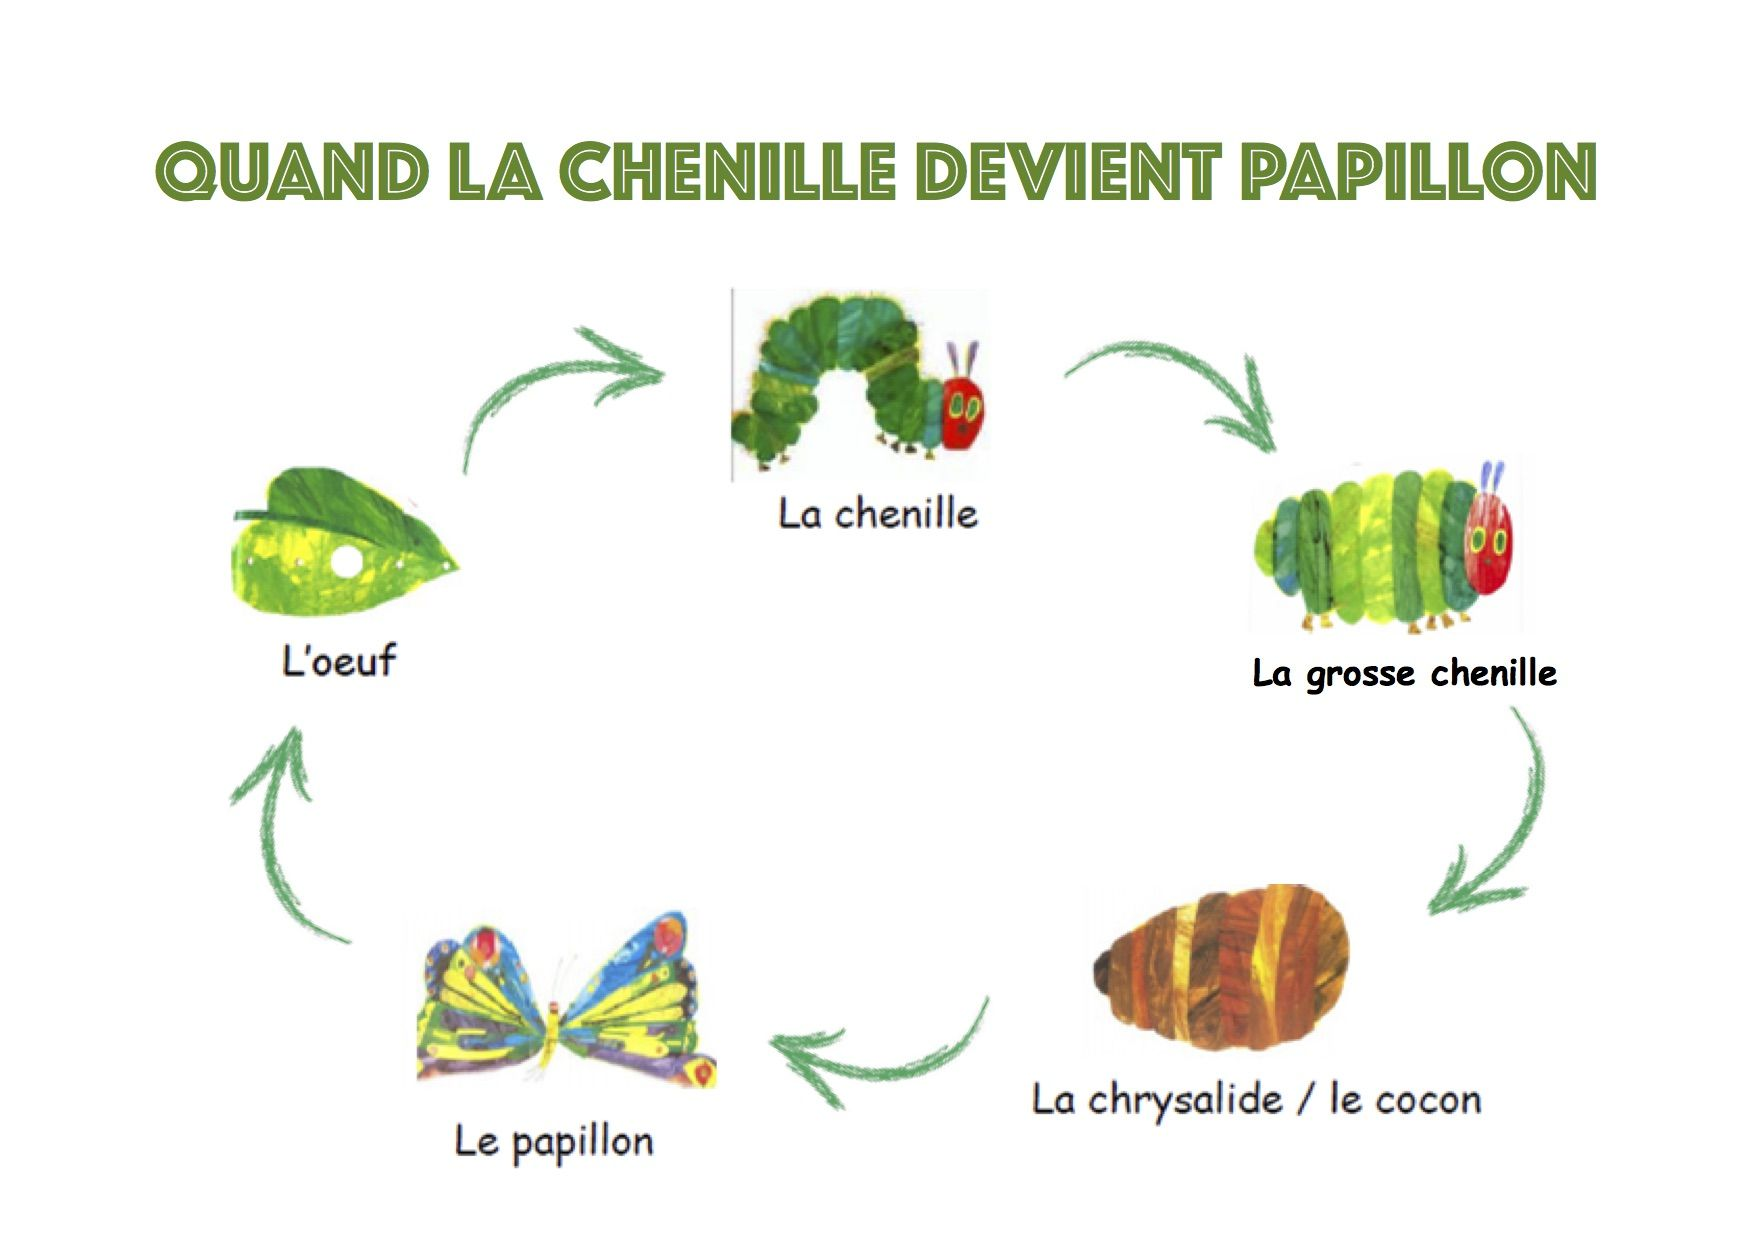 QUAND LA CHENILLE DEVIENT PAPILLON
La chenille
L'oeuf
La grosse chenille
La chrysalide / le cocon
Le papillon